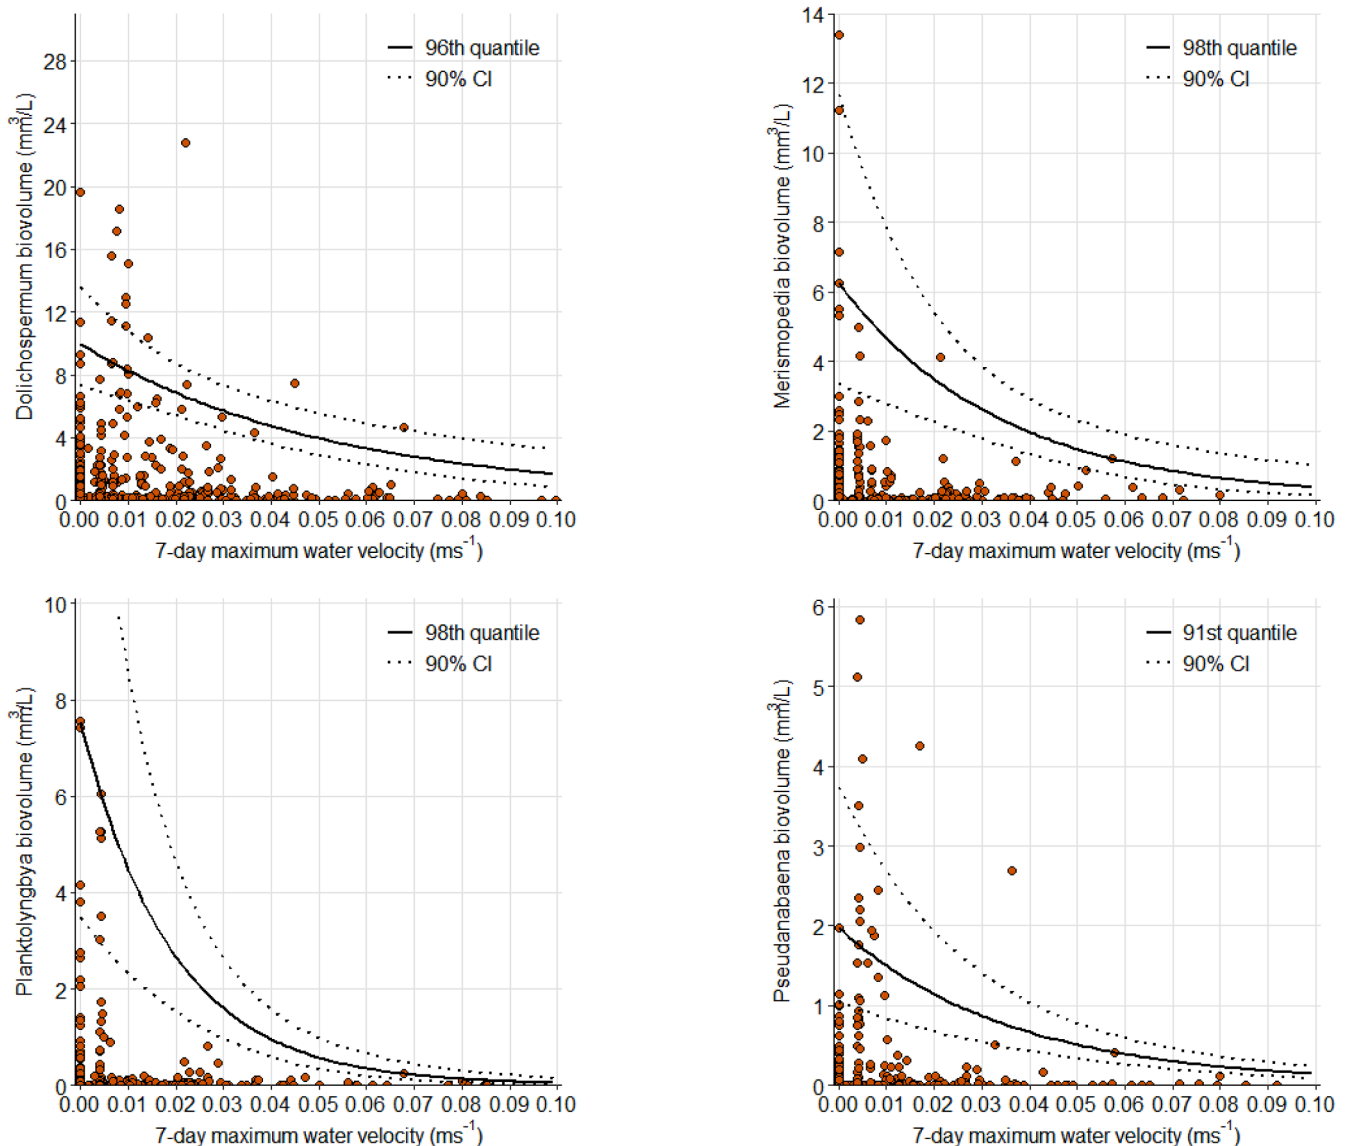 96th quantile
90% CI
28
24
20
16
12
8
4
0
Dolichospermum biovolume (mm³/L)
0.00 0.01 0.02 0.03 0.04 0.05 0.06 0.07 0.08 0.09 0.10
7-day maximum water velocity (ms⁻¹)
98th quantile
90% CI
14
12
10
8
6
4
2
0
Merismopedia biovolume (mm³/L)
0.00 0.01 0.02 0.03 0.04 0.05 0.06 0.07 0.08 0.09 0.10
7-day maximum water velocity (ms⁻¹)
98th quantile
90% CI
10
8
6
4
2
0
Planktolyngbya biovolume (mm³/L)
0.00 0.01 0.02 0.03 0.04 0.05 0.06 0.07 0.08 0.09 0.10
7-day maximum water velocity (ms⁻¹)
91st quantile
90% CI
6
5
4
3
2
1
0
Pseudanabaena biovolume (mm³/L)
0.00 0.01 0.02 0.03 0.04 0.05 0.06 0.07 0.08 0.09 0.10
7-day maximum water velocity (ms⁻¹)